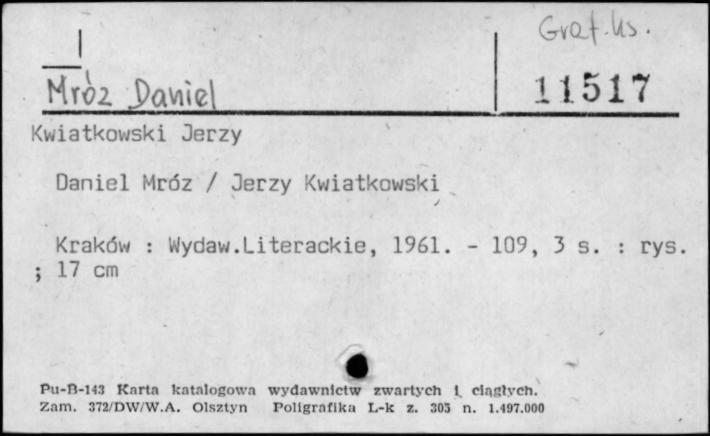 Graf. ks.
Mróz Daniel
11517
Kwiatkowski Jerzy
Daniel Mróz / Jerzy Kwiatkowski
Kraków : Wydaw.Literackie, 1961. - 109, 3 s. : rys.
; 17 cm
Pu-B-143 Karta katalogowa wydawnictw zwartych i ciągłych.
Zam. 372/DW/W.A. Olsztyn Poligrafika L-k z. 305 n. 1.497.000